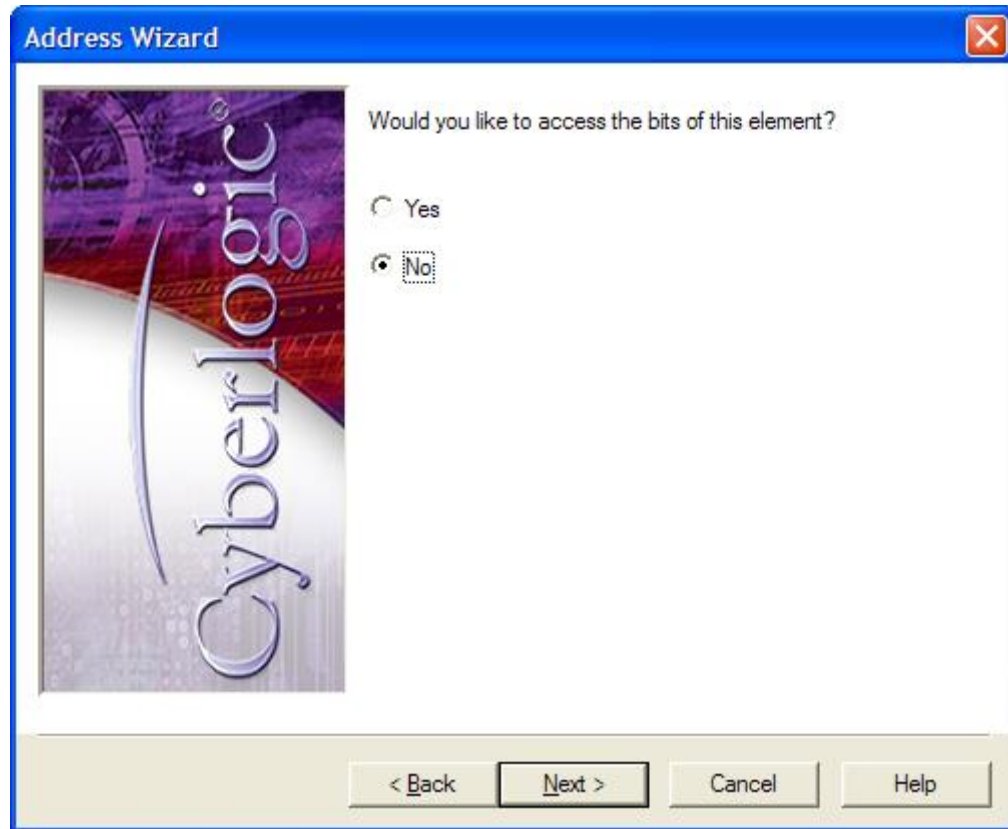 Address Wizard
Cyberlogic®
Would you like to access the bits of this element?
Yes
No
< Back
Next >
Cancel
Help